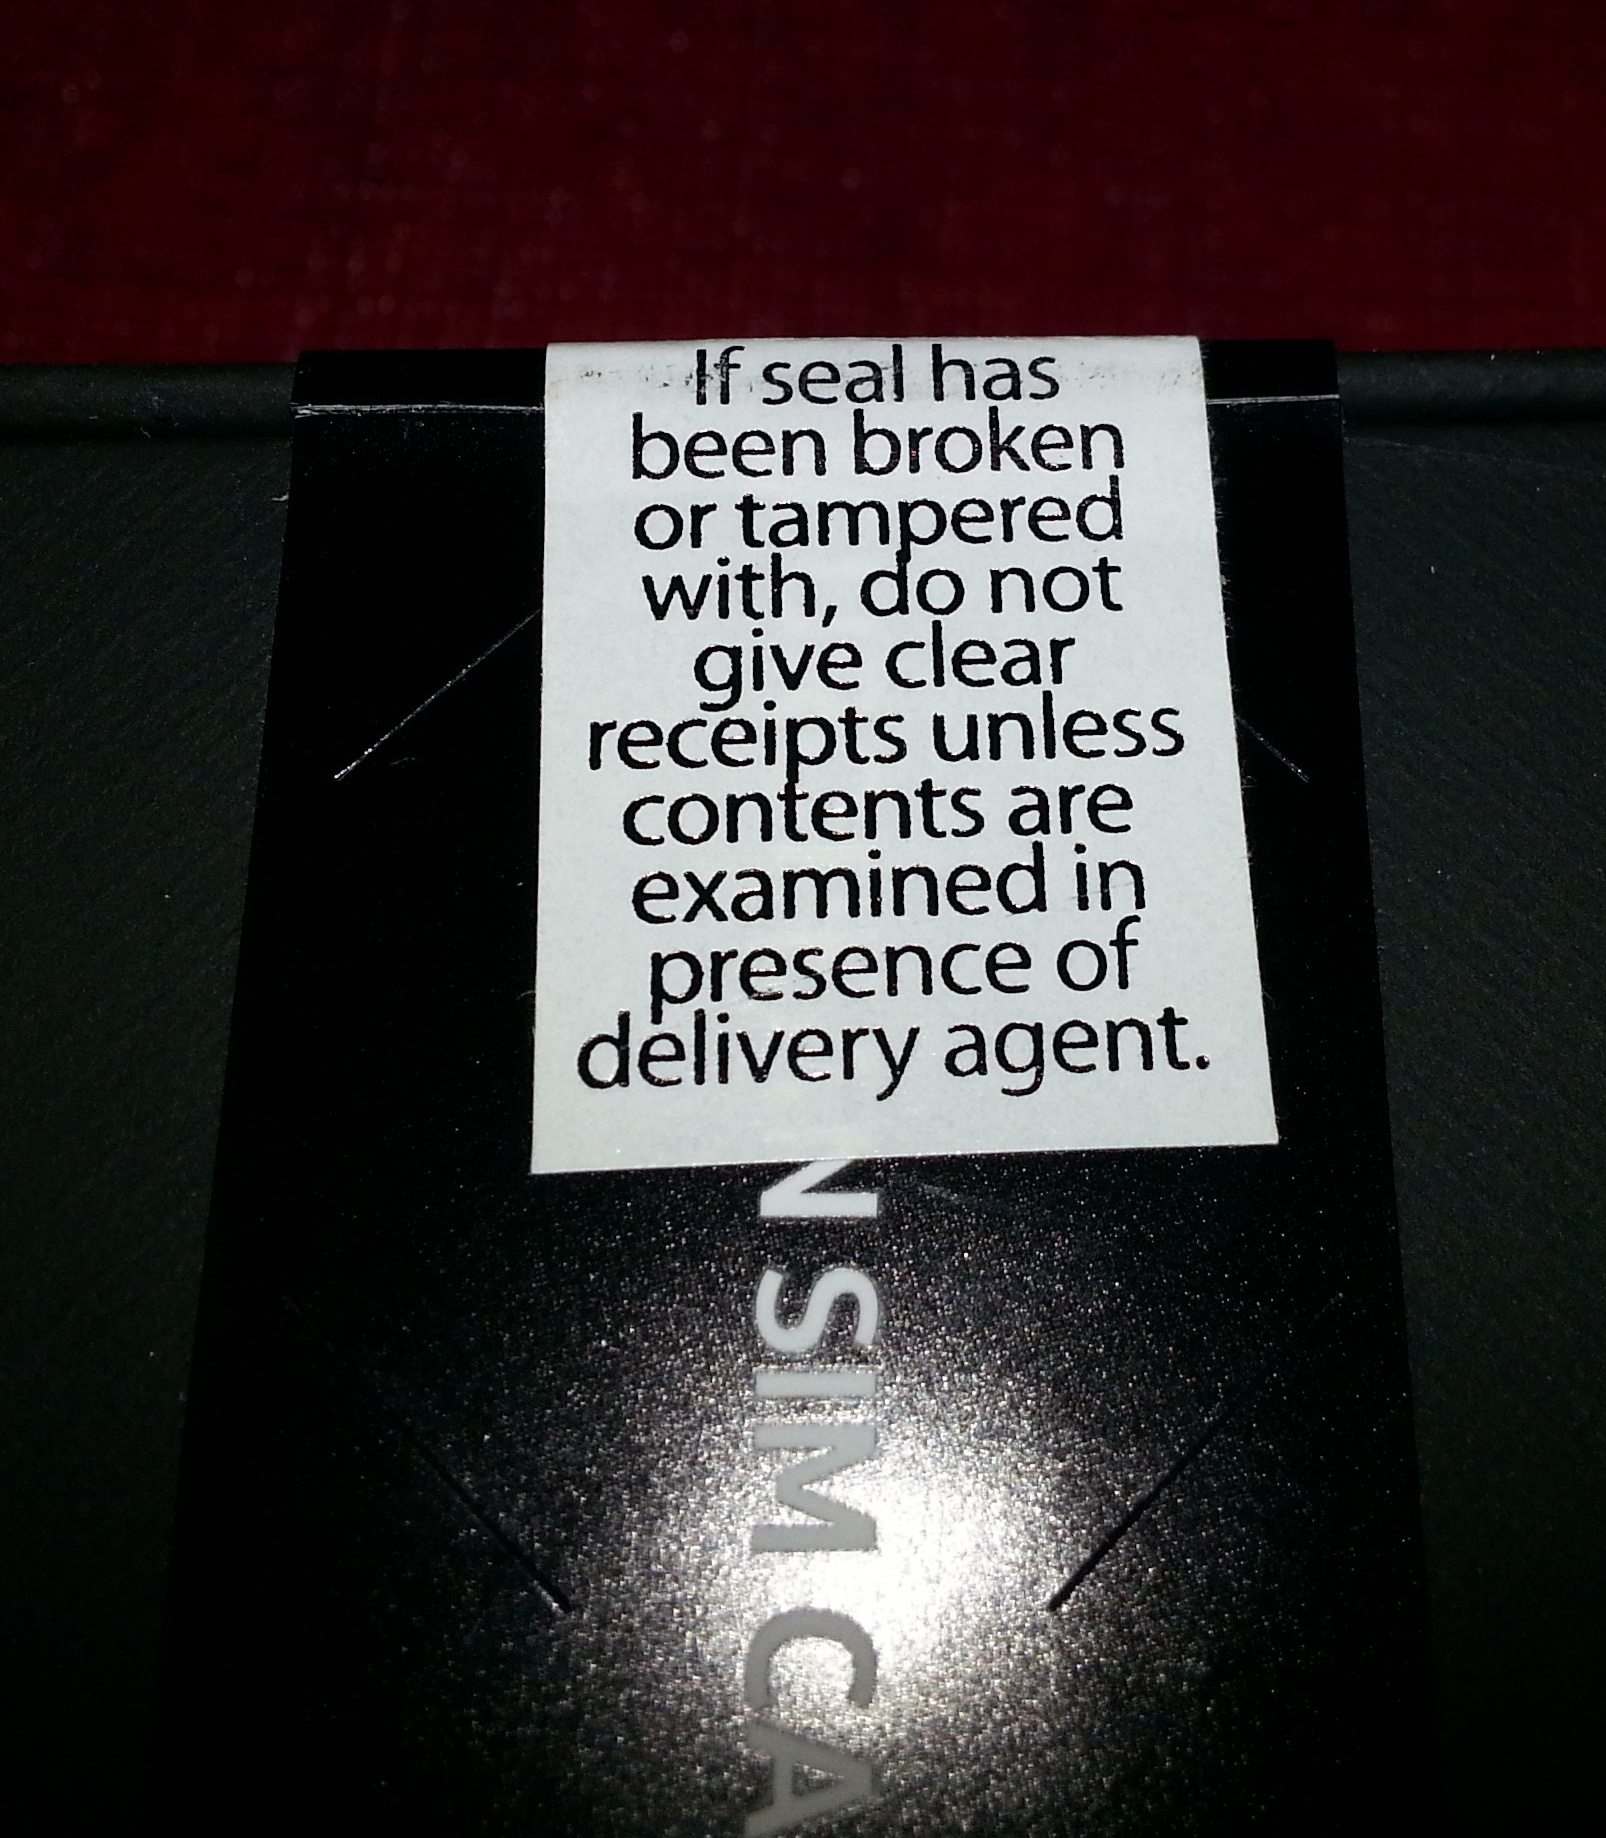 If seal has
been broken
or tampered
with, do not
give clear
receipts unless
contents are
examined in
presence of
delivery agent.
N SIM CA